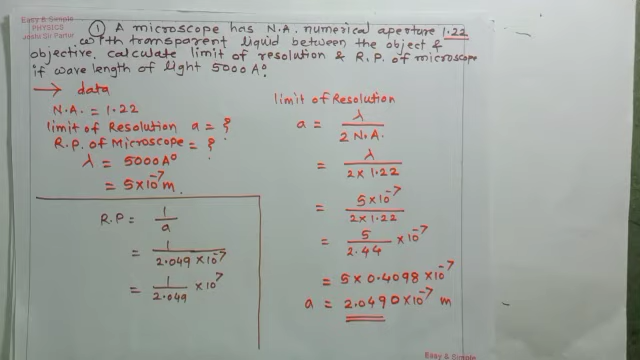 Easy & Simple
PHYSICS
Joshi Sir Partur
① A microscope has N.A. numerical aperture 1.22
with transparent liquid between the object &
objective. calculate limit of resolution & R.P. of microscope
if wave length of light 5000 A°.
→ data
N.A. = 1.22
limit of Resolution a = ?
R.P. of Microscope = ?
λ = 5000A°
= 5×10⁻⁷ m.
R.P = 1/a
= 1/2.049 ×10⁻⁷
= 1/2.049 ×10⁷
limit of Resolution
a = λ/2 N.A.
= λ/2× 1.22
= 5×10⁻⁷/2×1.22
= 5/2.44 ×10⁻⁷
= 5×0.4098×10⁻⁷
a = 2.0490×10⁻⁷ m
Easy & Simple